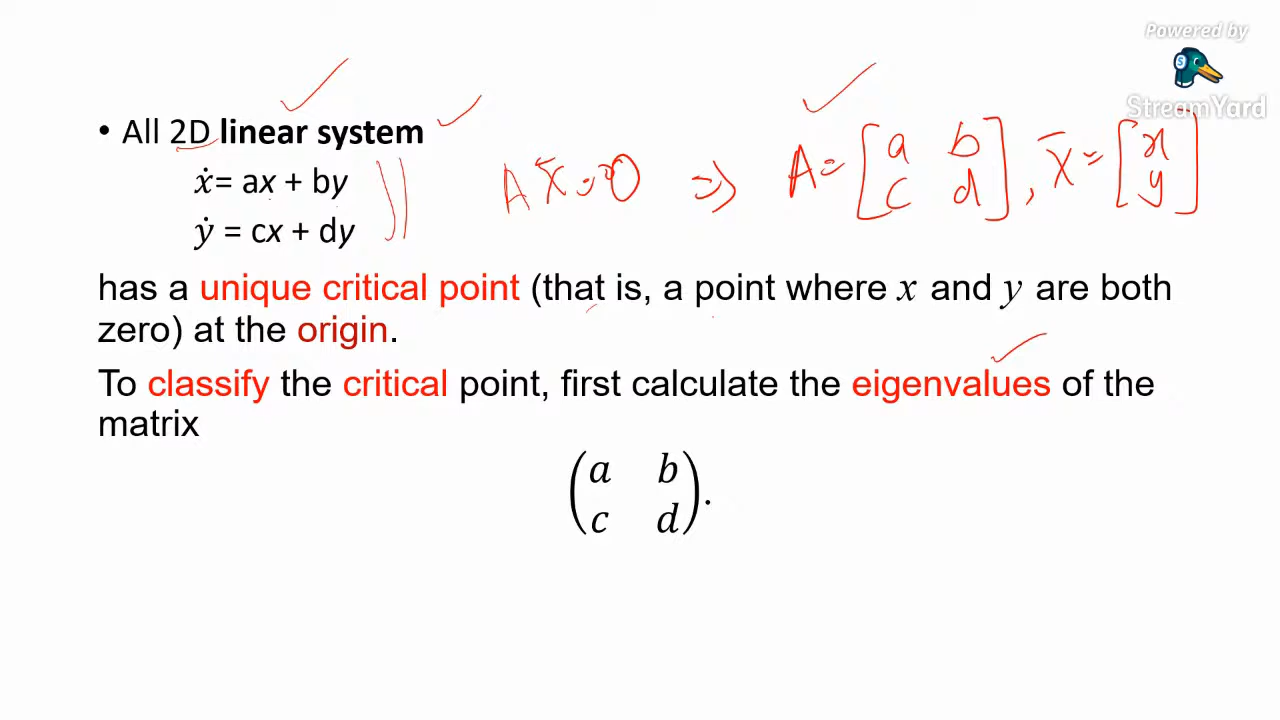 Powered by
StreamYard
• All 2D linear system
ẋ= ax + by
ẏ = cx + dy
A X̄ = 0 ⇒ A = [a b
c d], X̄ = [x
y]
has a unique critical point (that is, a point where x and y are both
zero) at the origin.
To classify the critical point, first calculate the eigenvalues of the
matrix
(a b
c d).